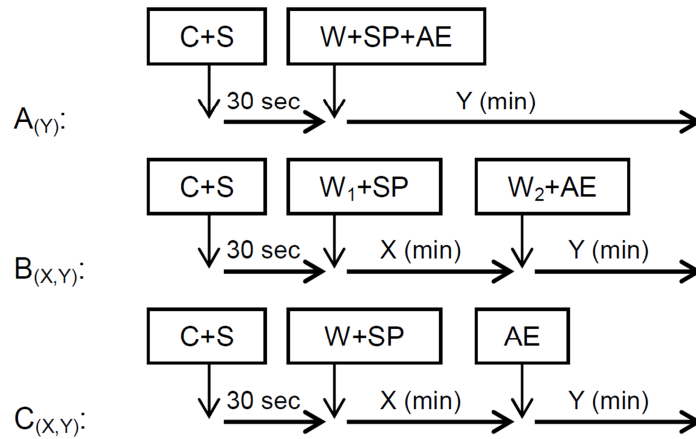 C+S W+SP+AE
30 sec Y (min)
A(Y):
C+S W₁+SP W₂+AE
30 sec X (min) Y (min)
B(X,Y):
C+S W+SP AE
30 sec X (min) Y (min)
C(X,Y):